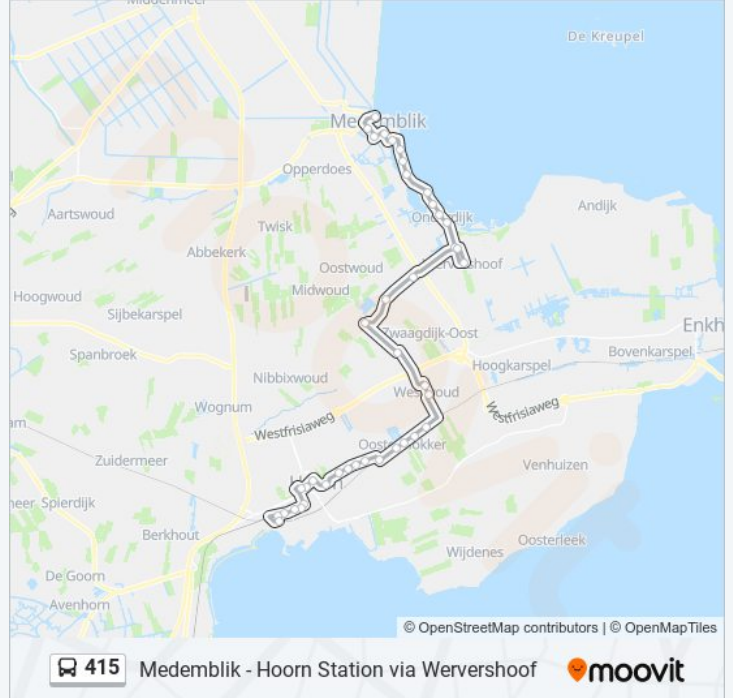 Middenmeer
De Kreupel
Medemblik
Opperdoes
Aartswoud
Andijk
Twisk
Abbekerk
Oostwoud
Midwoud
Hoogwoud
Sijbekarspel
Zwaagdijk-Oost
Enkh
Spanbroek
Hoogkarspel
Bovenkarspel
Nibbixwoud
Westwoud
Wognum
Westfrisiaweg
Westfrisiaweg
Zuidermeer
Venhuizen
Spierdijk
Berkhout
Oosterleek
Wijdenes
De Goorn
Avenhorn
© OpenStreetMap contributors | © OpenMapTiles
415 Medemblik - Hoorn Station via Wervershoof moovit